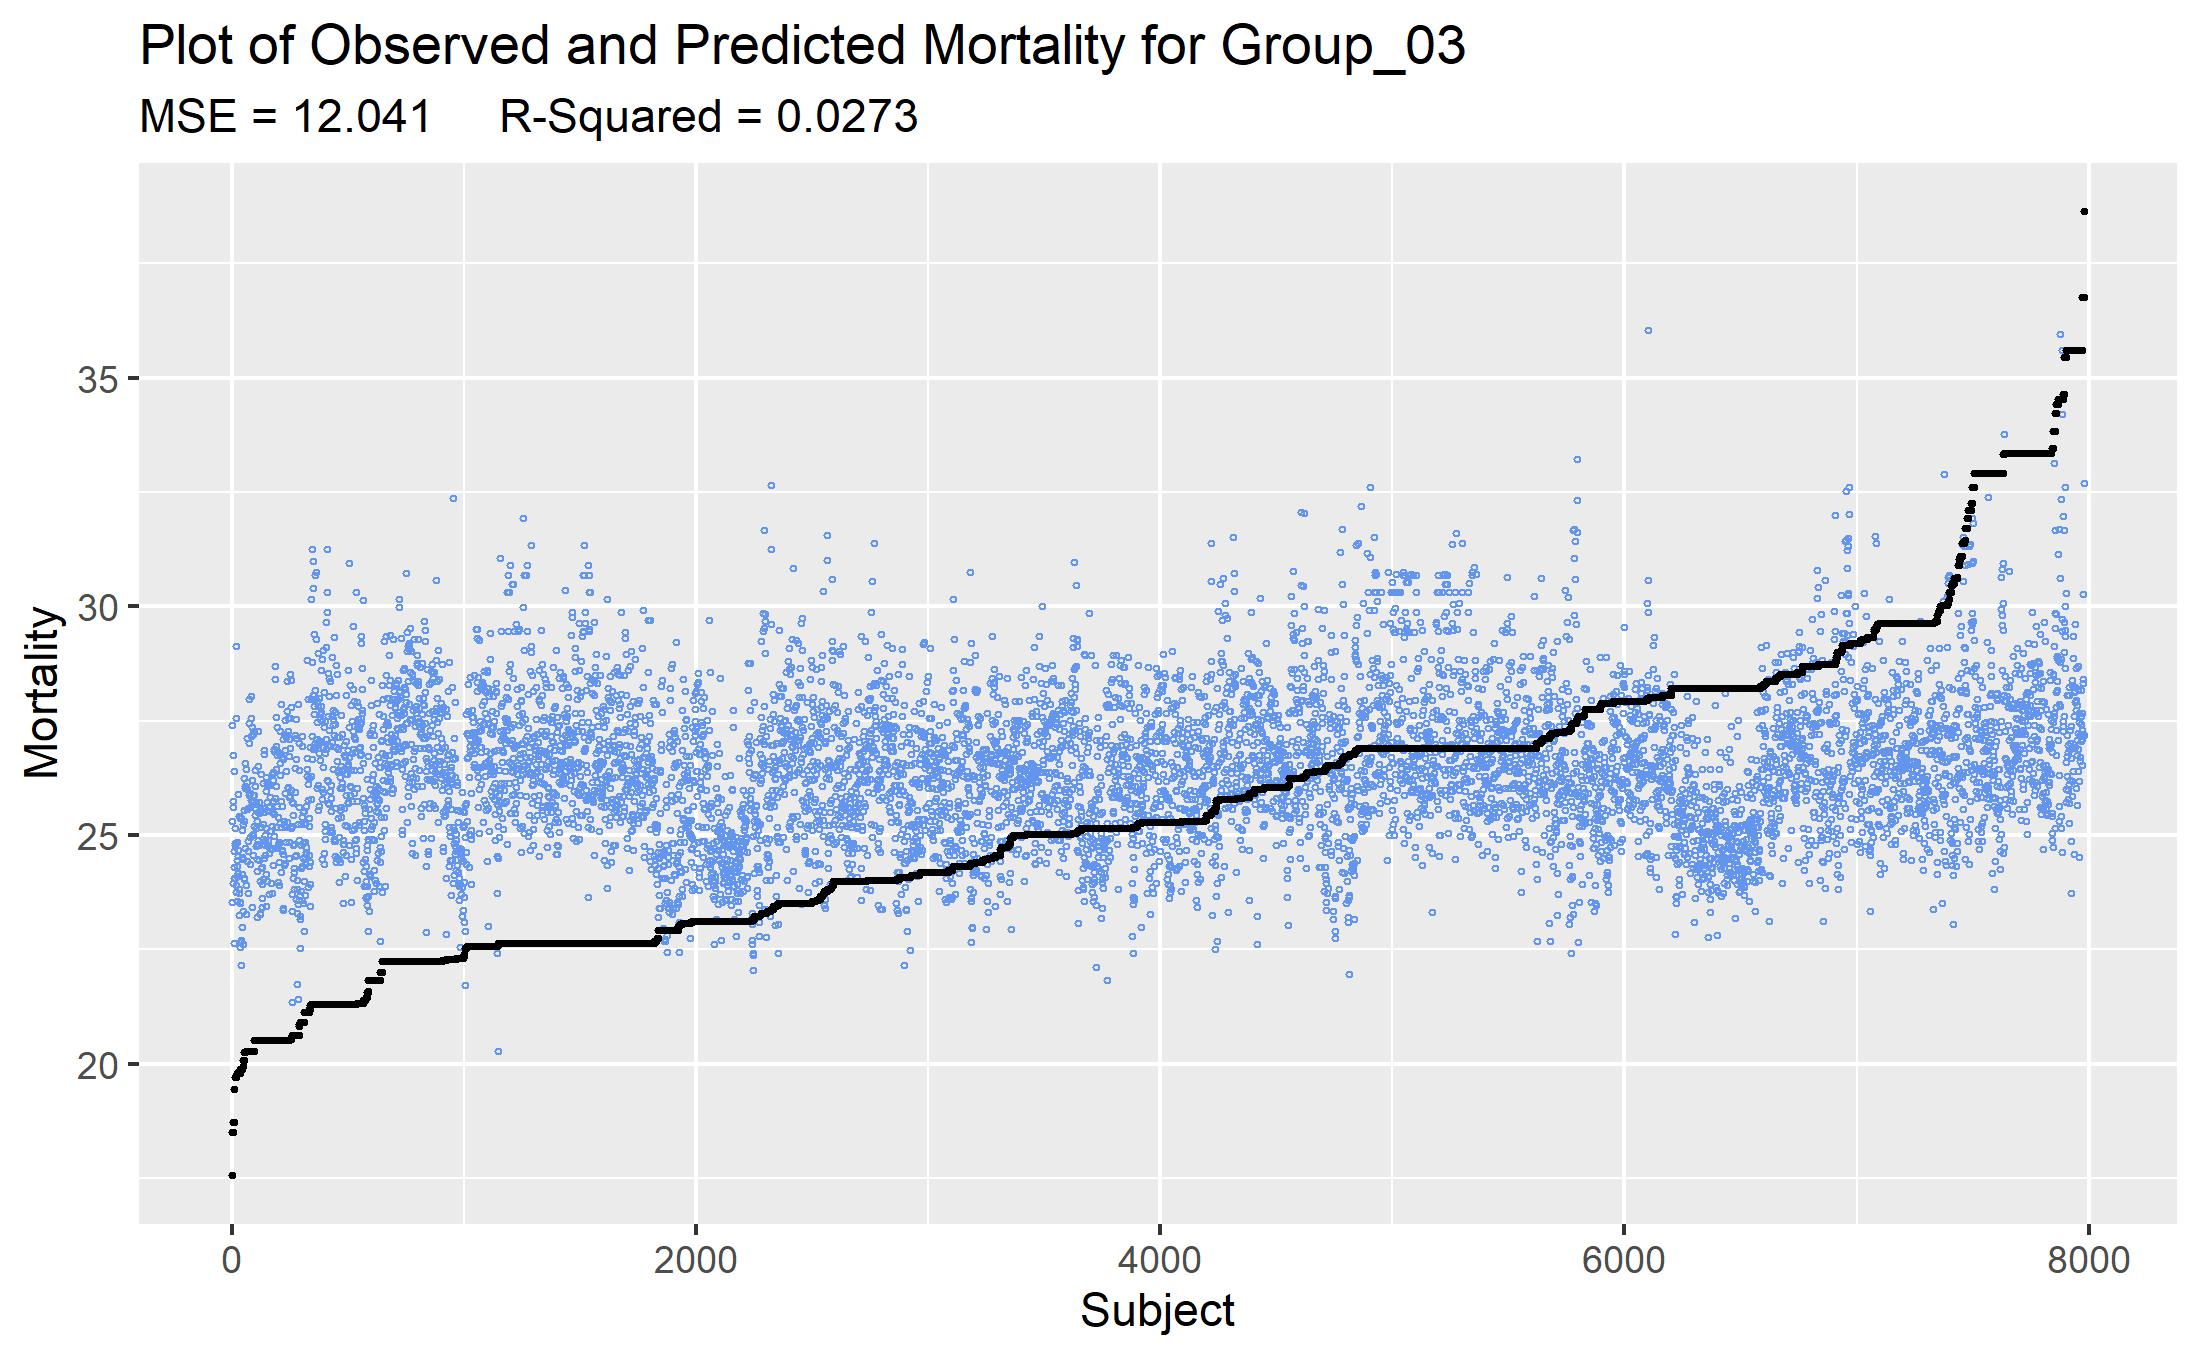 Plot of Observed and Predicted Mortality for Group_03
MSE = 12.041 R-Squared = 0.0273
Mortality
35
30
25
20
0 2000 4000 6000 8000
Subject